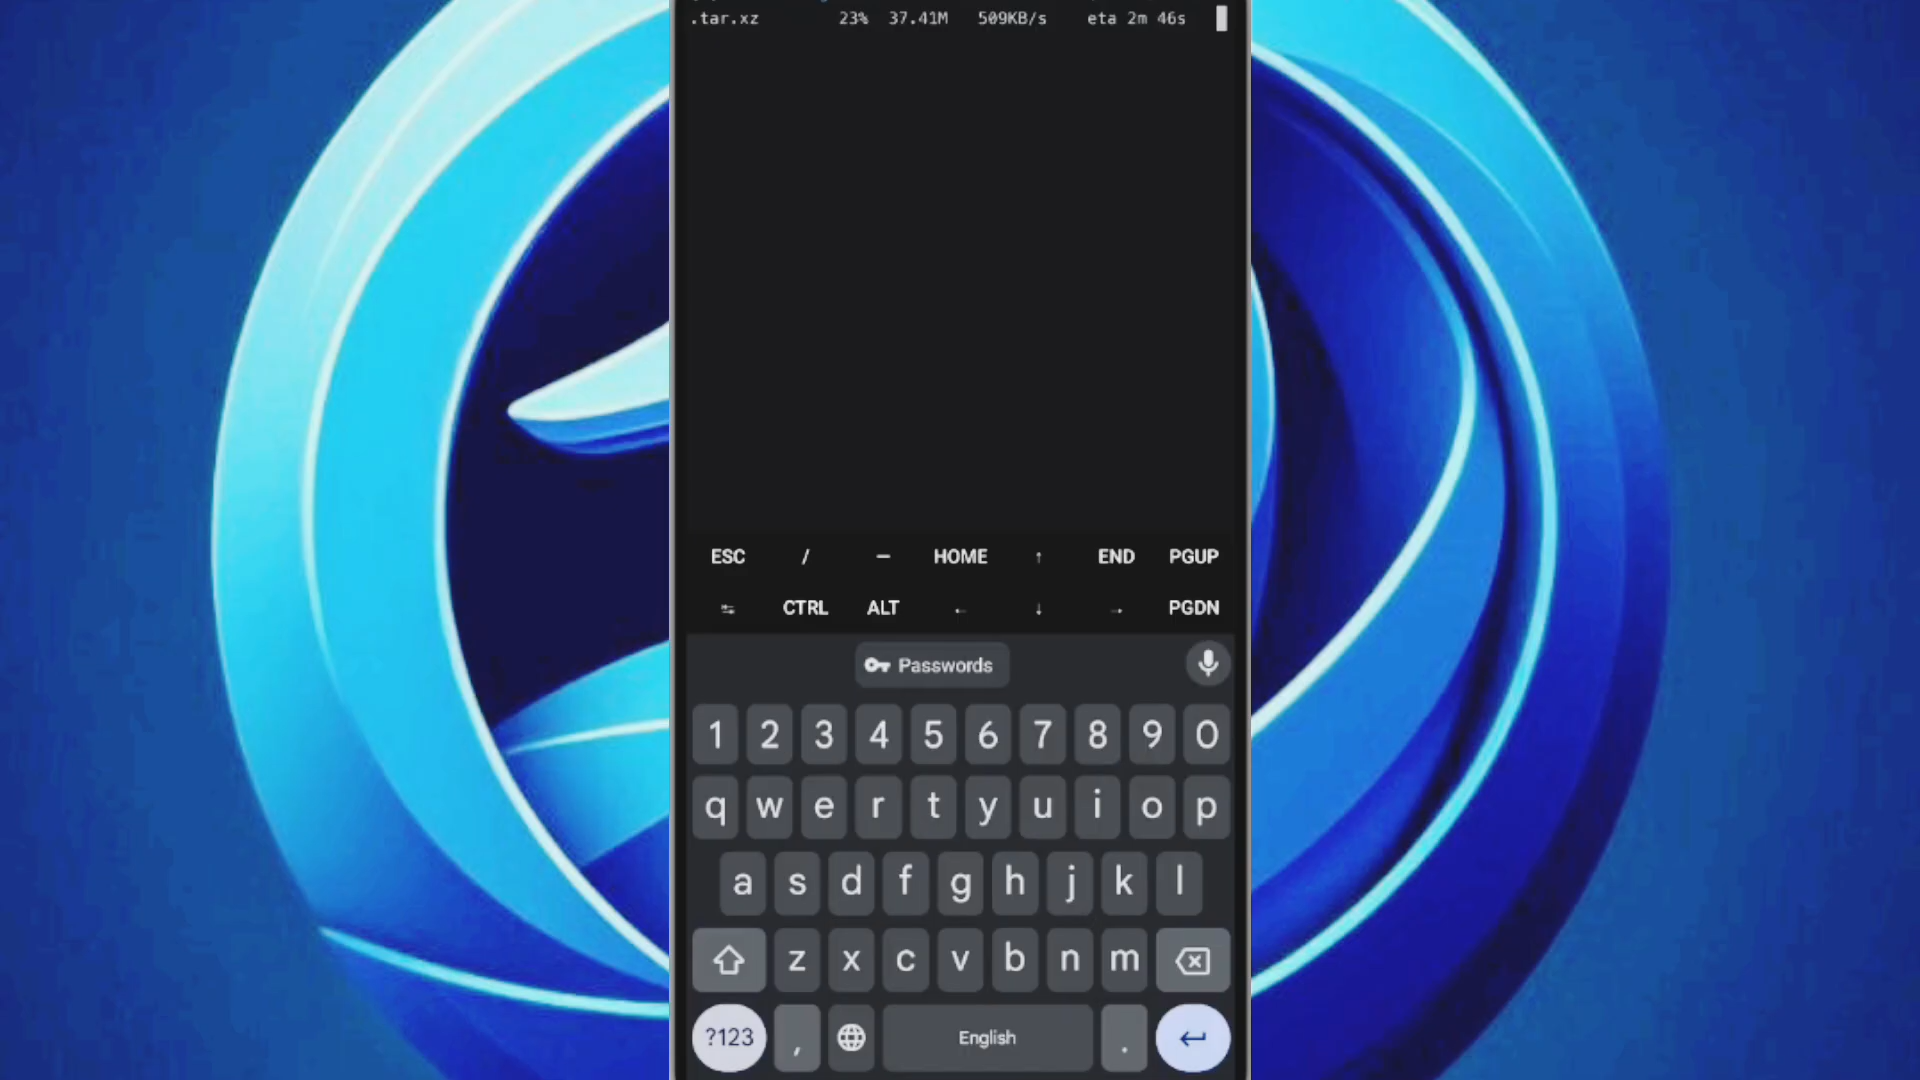 .tar.xz 23% 37.41M 509KB/s eta 2m 46s
ESC / — HOME ↑ END PGUP
⇆ CTRL ALT ← ↓ → PGDN
Passwords
1 2 3 4 5 6 7 8 9 0
q w e r t y u i o p
a s d f g h j k l
z x c v b n m
?123 , English .